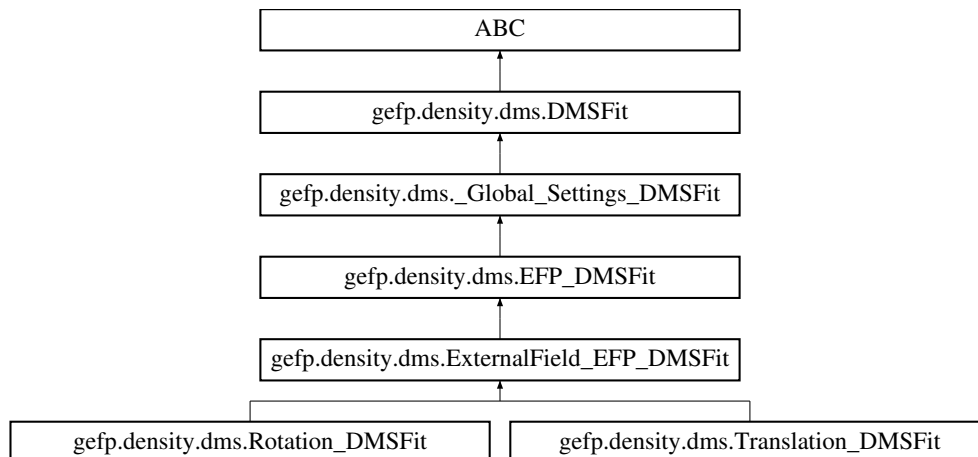 ABC
gefp.density.dms.DMSFit
gefp.density.dms._Global_Settings_DMSFit
gefp.density.dms.EFP_DMSFit
gefp.density.dms.ExternalField_EFP_DMSFit
gefp.density.dms.Rotation_DMSFit
gefp.density.dms.Translation_DMSFit